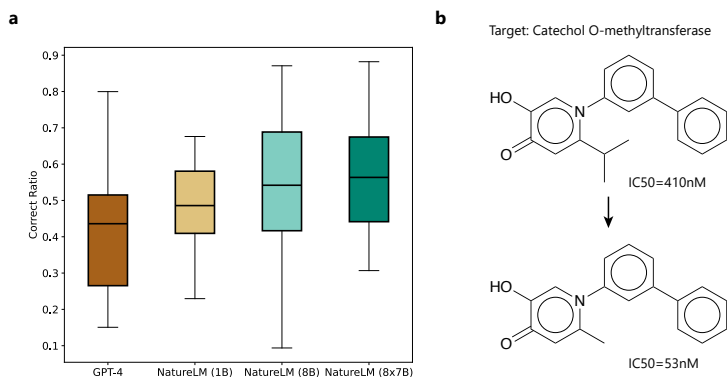 a
Correct Ratio
0.9
0.8
0.7
0.6
0.5
0.4
0.3
0.2
0.1
GPT-4
NatureLM (1B)
NatureLM (8B)
NatureLM (8x7B)
b
Target: Catechol O-methyltransferase
HO
N
O
IC50=410nM
HO
N
O
IC50=53nM